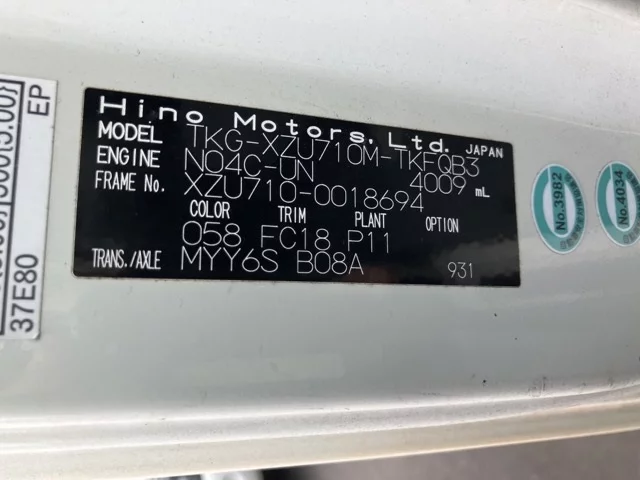 Hino Motors, Ltd. JAPAN
MODEL TKG-XZU710M-TKFQB3
ENGINE N04C-UN 4009 mL
FRAME No. XZU710-0018694
COLOR TRIM PLANT OPTION
058 FC18 P11
TRANS./AXLE MYY6S B08A 931
EP
37E80
No.3982
No.4034